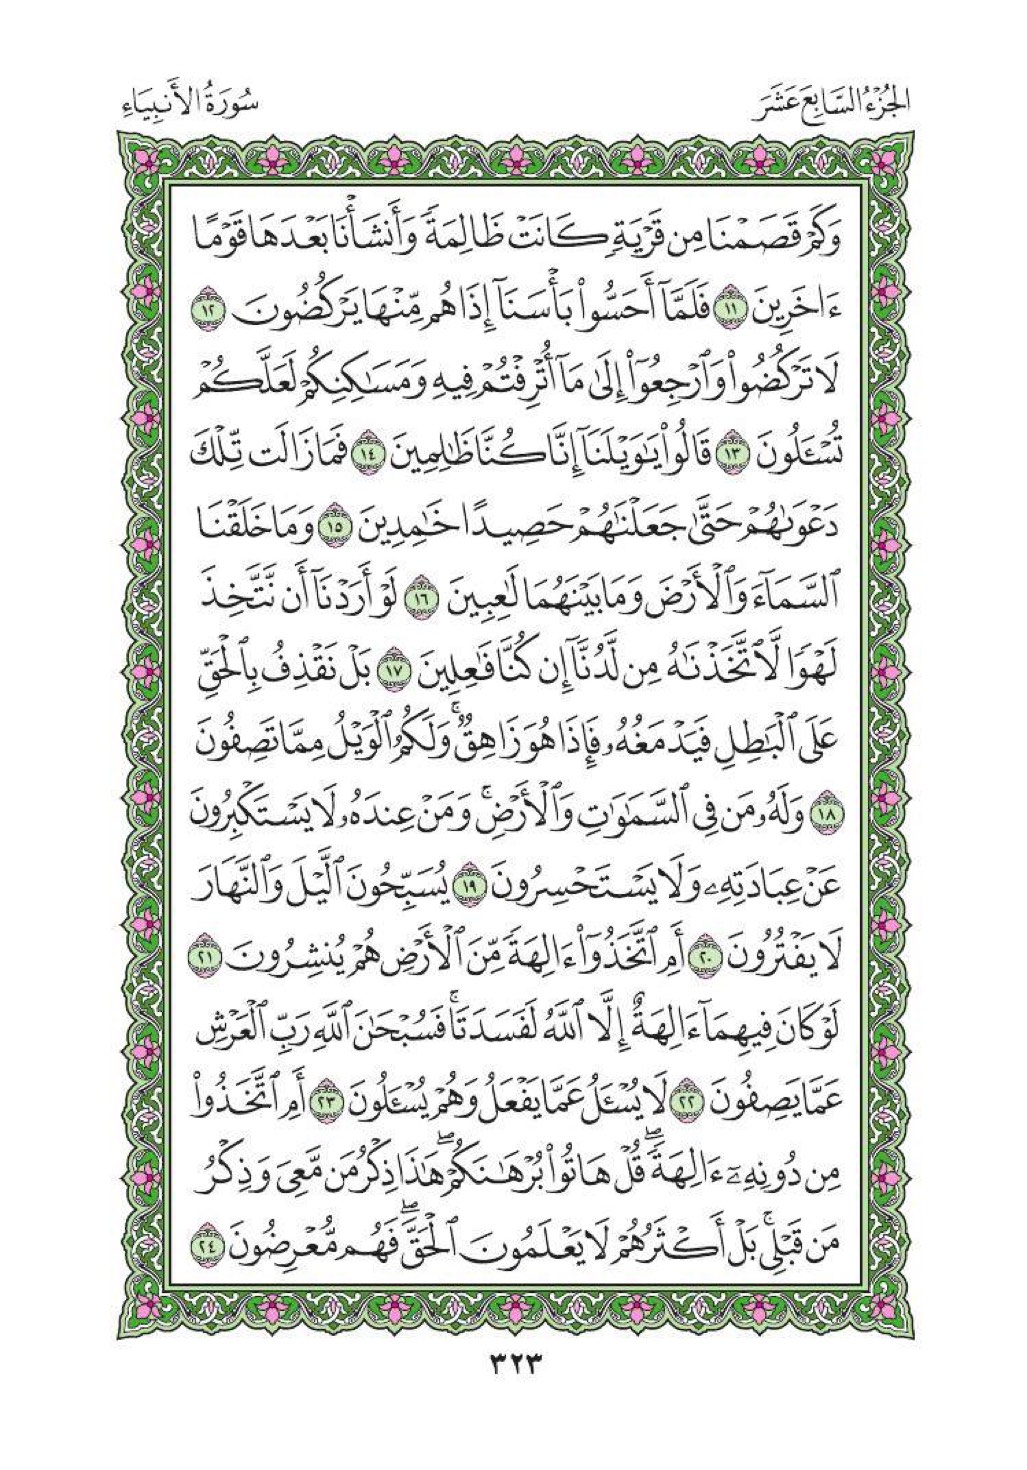 الجُزْءُ السَّابِعَ عَشَرَ
سُورَةُ الأَنبِيَاءِ
وَكَمْ قَصَمْنَا مِن قَرْيَةٍ كَانَتْ ظَالِمَةً وَأَنشَأْنَا بَعْدَهَا قَوْمًا
ءَاخَرِينَ ١١ فَلَمَّآ أَحَسُّوا۟ بَأْسَنَآ إِذَا هُم مِّنْهَا يَرْكُضُونَ ١٢
لَا تَرْكُضُوا۟ وَٱرْجِعُوٓا۟ إِلَىٰ مَآ أُتْرِفْتُمْ فِيهِ وَمَسَـٰكِنِكُمْ لَعَلَّكُمْ
تُسْـَٔلُونَ ١٣ قَالُوا۟ يَـٰوَيْلَنَآ إِنَّا كُنَّا ظَـٰلِمِينَ ١٤ فَمَا زَالَت تِّلْكَ
دَعْوَىٰهُمْ حَتَّىٰ جَعَلْنَـٰهُمْ حَصِيدًا خَـٰمِدِينَ ١٥ وَمَا خَلَقْنَا
ٱلسَّمَآءَ وَٱلْأَرْضَ وَمَا بَيْنَهُمَا لَـٰعِبِينَ ١٦ لَوْ أَرَدْنَآ أَن نَّتَّخِذَ
لَهْوًا لَّٱتَّخَذْنَـٰهُ مِن لَّدُنَّآ إِن كُنَّا فَـٰعِلِينَ ١٧ بَلْ نَقْذِفُ بِٱلْحَقِّ
عَلَى ٱلْبَـٰطِلِ فَيَدْمَغُهُۥ فَإِذَا هُوَ زَاهِقٌ ۚ وَلَكُمُ ٱلْوَيْلُ مِمَّا تَصِفُونَ
١٨ وَلَهُۥ مَن فِى ٱلسَّمَـٰوَٰتِ وَٱلْأَرْضِ ۚ وَمَنْ عِندَهُۥ لَا يَسْتَكْبِرُونَ
عَنْ عِبَادَتِهِۦ وَلَا يَسْتَحْسِرُونَ ١٩ يُسَبِّحُونَ ٱلَّيْلَ وَٱلنَّهَارَ
لَا يَفْتُرُونَ ٢٠ أَمِ ٱتَّخَذُوٓا۟ ءَالِهَةً مِّنَ ٱلْأَرْضِ هُمْ يُنشِرُونَ ٢١
لَوْ كَانَ فِيهِمَآ ءَالِهَةٌ إِلَّا ٱللَّهُ لَفَسَدَتَا ۚ فَسُبْحَـٰنَ ٱللَّهِ رَبِّ ٱلْعَرْشِ
عَمَّا يَصِفُونَ ٢٢ لَا يُسْـَٔلُ عَمَّا يَفْعَلُ وَهُمْ يُسْـَٔلُونَ ٢٣ أَمِ ٱتَّخَذُوا۟
مِن دُونِهِۦٓ ءَالِهَةً ۖ قُلْ هَاتُوا۟ بُرْهَـٰنَكُمْ ۖ هَـٰذَا ذِكْرُ مَن مَّعِىَ وَذِكْرُ
مَن قَبْلِى ۚ بَلْ أَكْثَرُهُمْ لَا يَعْلَمُونَ ٱلْحَقَّ ۖ فَهُم مُّعْرِضُونَ ٢٤
٣٢٣